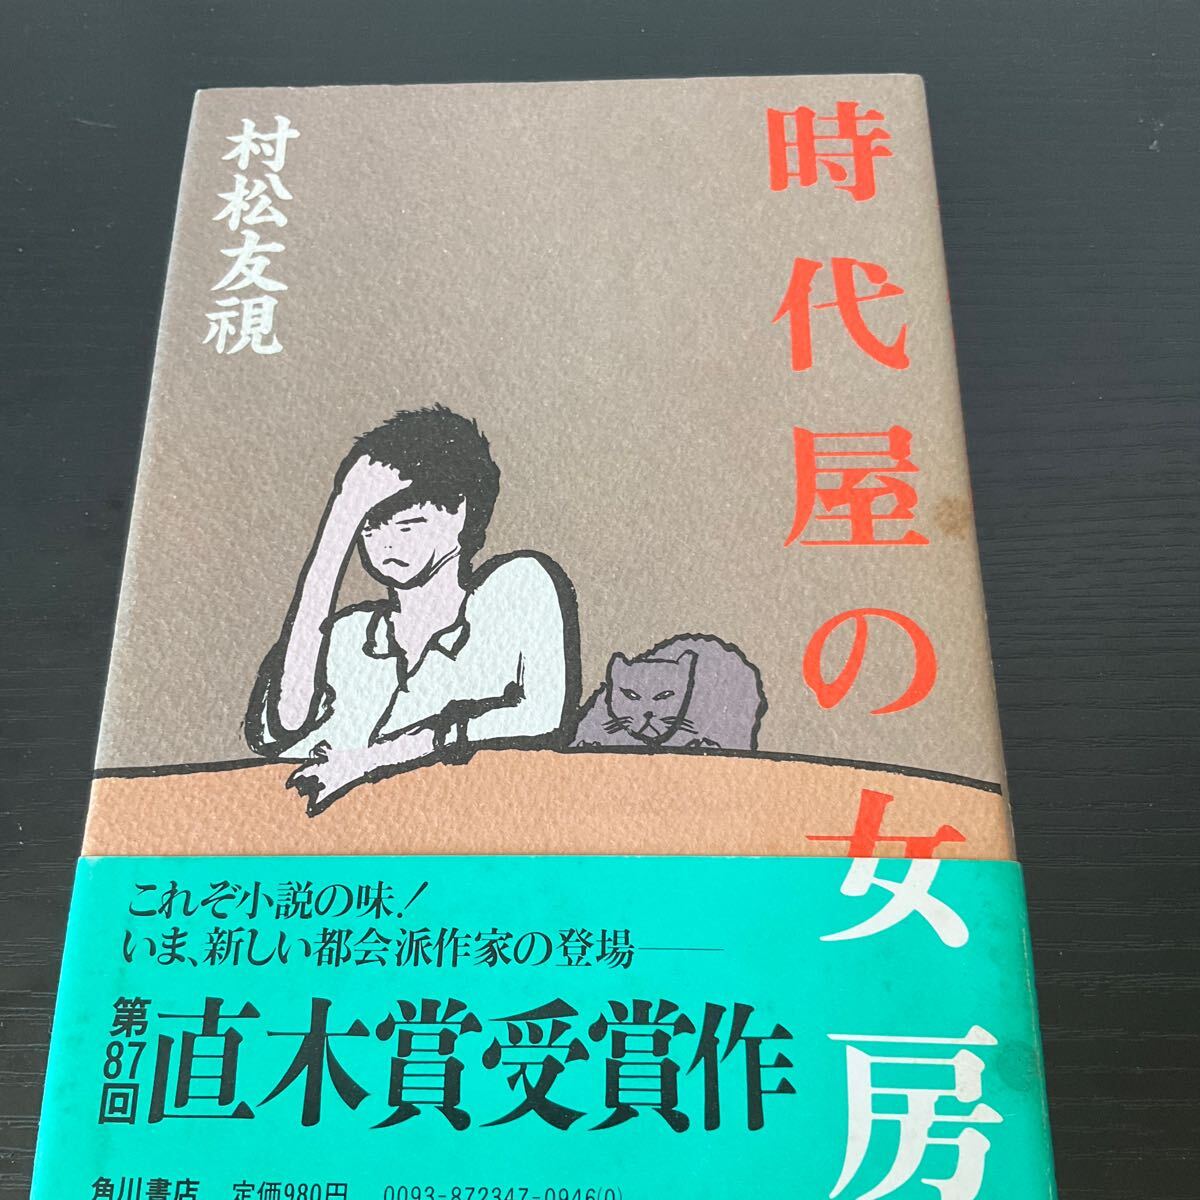 時代屋の女房
村松友視
これぞ小説の味!
いま、新しい都会派作家の登場——
第87回
直木賞受賞作
角川書店 定価980円 0093-872347-0946(0)